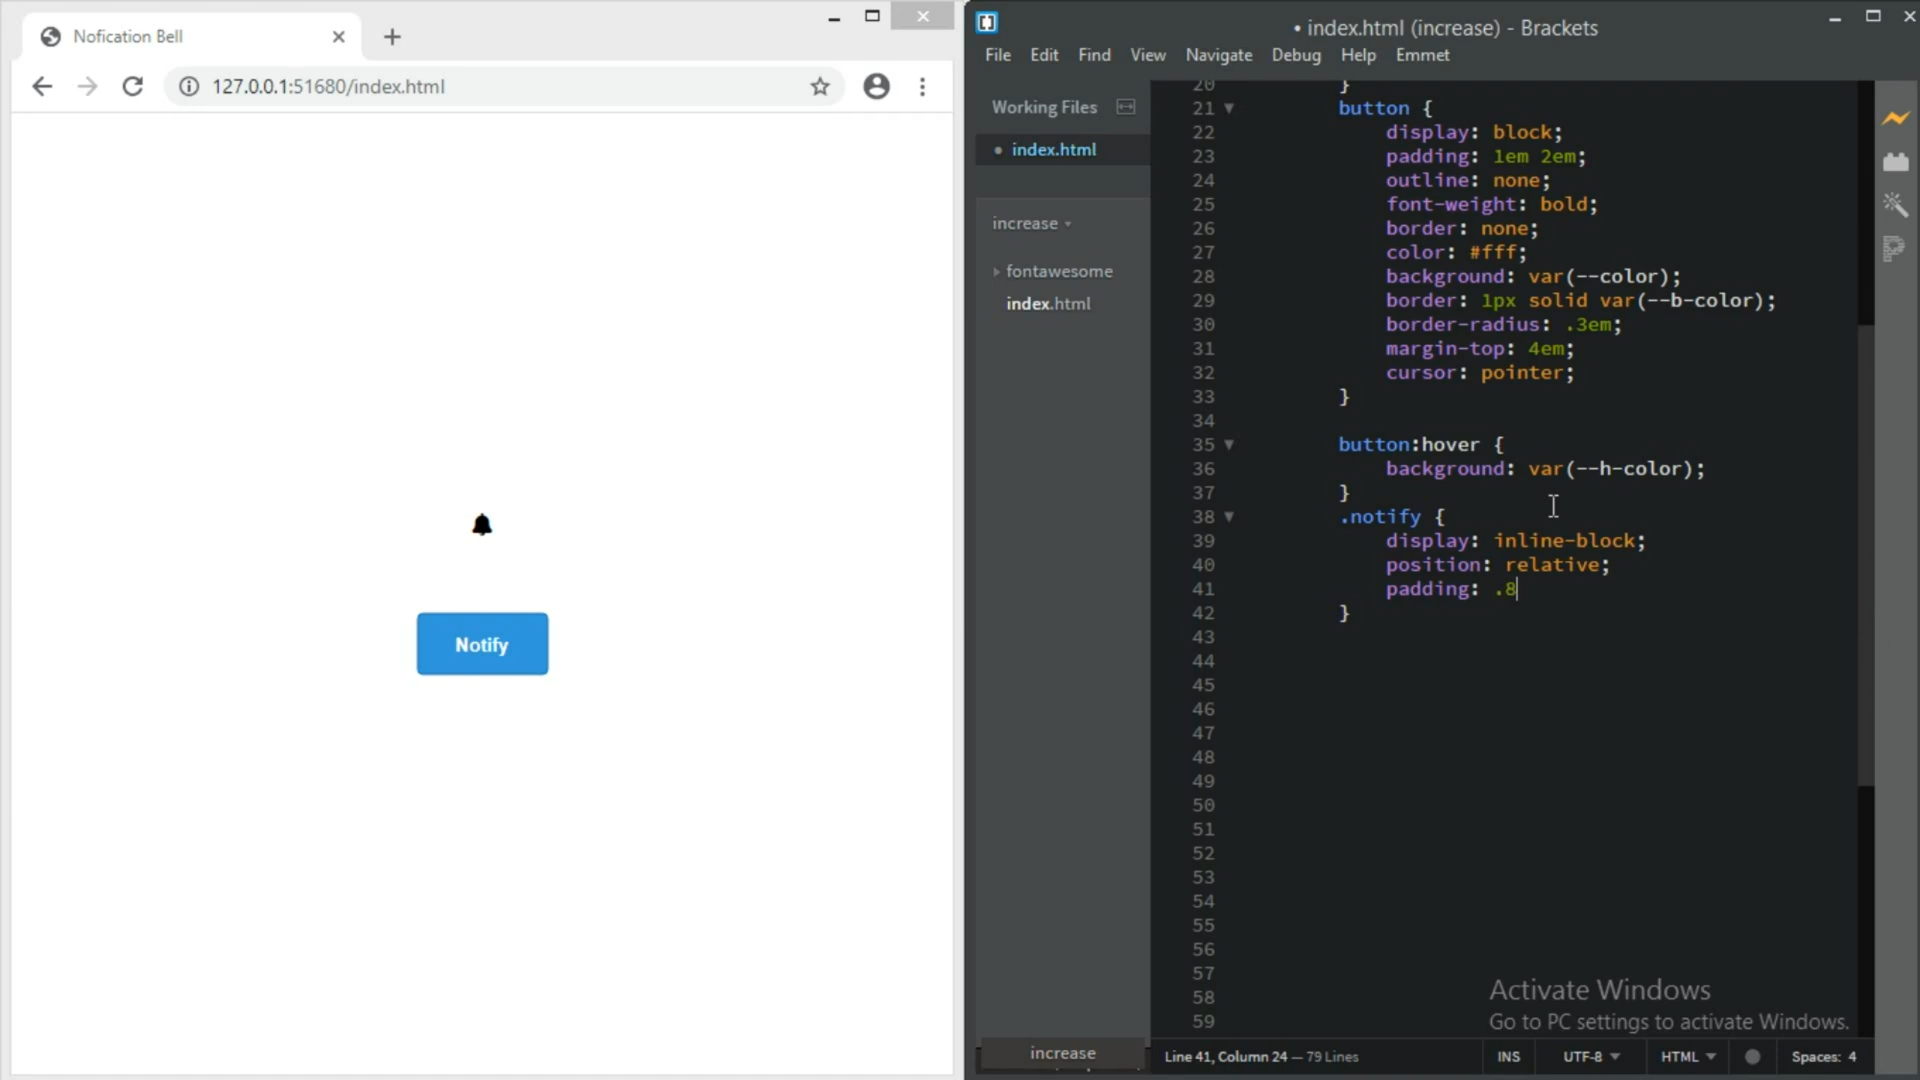 Nofication Bell
127.0.0.1:51680/index.html
Notify
• index.html (increase) - Brackets
File Edit Find View Navigate Debug Help Emmet
Working Files
• index.html
increase
fontawesome
index.html
increase
20 }
21 button {
22 display: block;
23 padding: 1em 2em;
24 outline: none;
25 font-weight: bold;
26 border: none;
27 color: #fff;
28 background: var(--color);
29 border: 1px solid var(--b-color);
30 border-radius: .3em;
31 margin-top: 4em;
32 cursor: pointer;
33 }
34
35 button:hover {
36 background: var(--h-color);
37 }
38 .notify {
39 display: inline-block;
40 position: relative;
41 padding: .8
42 }
43
44
45
46
47
48
49
50
51
52
53
54
55
56
57
58
59
Activate Windows
Go to PC settings to activate Windows.
Line 41, Column 24 — 79 Lines
INS UTF-8 HTML Spaces: 4